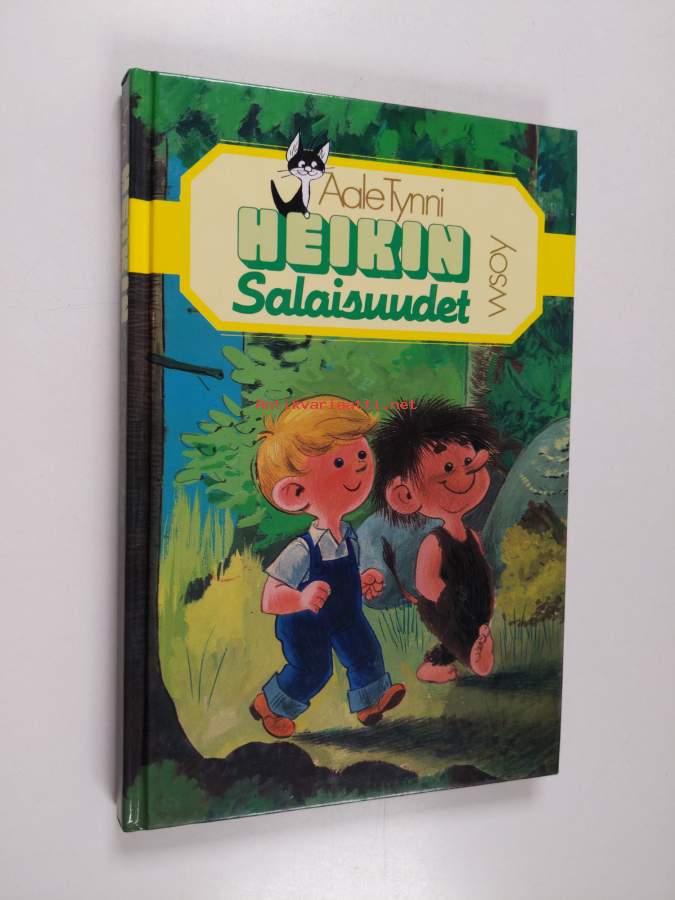 Aale Tynni
HEIKIN
Salaisuudet
WSOY
Antikvariaatti.net